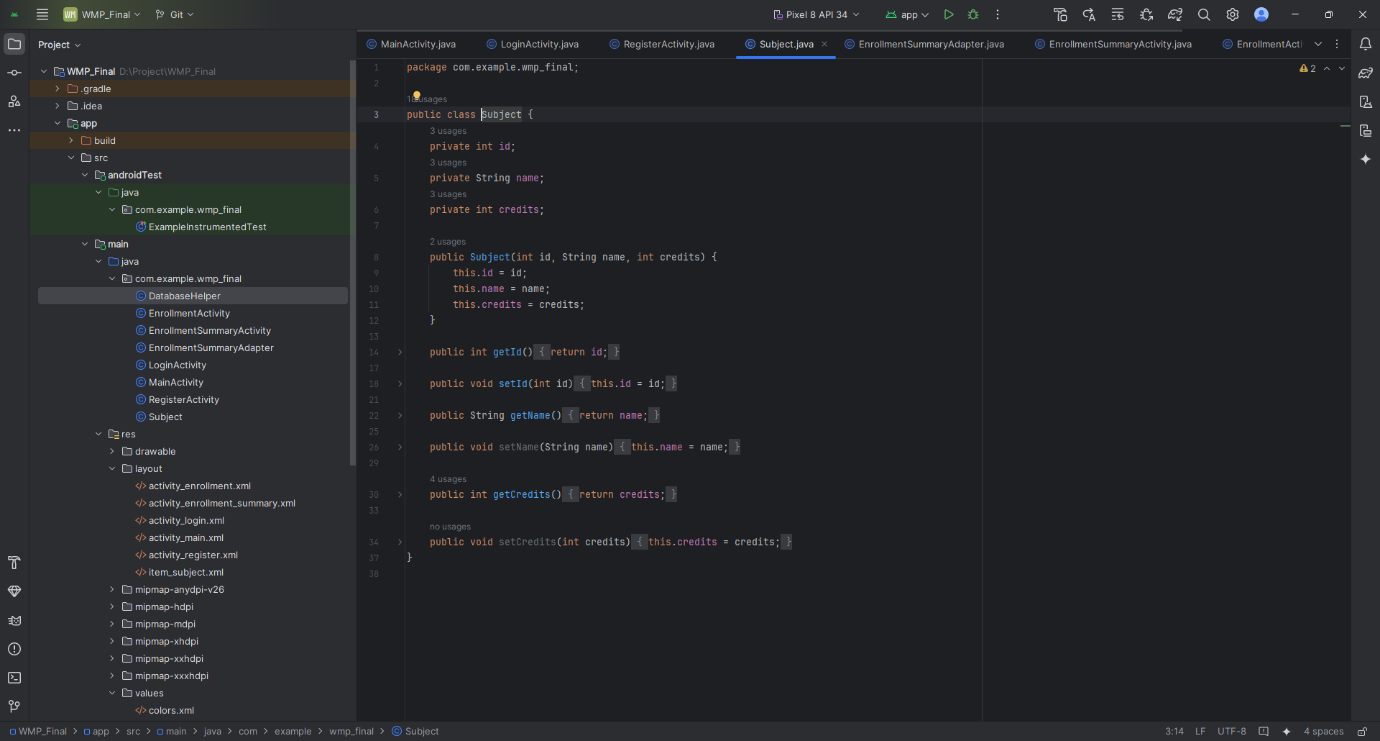 WM WMP_Final Git Pixel 8 API 34 app
Project
MainActivity.java LoginActivity.java RegisterActivity.java Subject.java EnrollmentSummaryAdapter.java EnrollmentSummaryActivity.java EnrollmentActi
WMP_Final D:\Project\WMP_Final
.gradle
.idea
app
build
src
androidTest
java
com.example.wmp_final
ExampleInstrumentedTest
main
java
com.example.wmp_final
DatabaseHelper
EnrollmentActivity
EnrollmentSummaryActivity
EnrollmentSummaryAdapter
LoginActivity
MainActivity
RegisterActivity
Subject
res
drawable
layout
activity_enrollment.xml
activity_enrollment_summary.xml
activity_login.xml
activity_main.xml
activity_register.xml
item_subject.xml
mipmap-anydpi-v26
mipmap-hdpi
mipmap-mdpi
mipmap-xhdpi
mipmap-xxhdpi
mipmap-xxxhdpi
values
colors.xml
2
1 package com.example.wmp_final;
2
usages
3 public class Subject {
3 usages
4 private int id;
3 usages
5 private String name;
3 usages
6 private int credits;
7
2 usages
8 public Subject(int id, String name, int credits) {
9 this.id = id;
10 this.name = name;
11 this.credits = credits;
12 }
13
14 public int getId() { return id; }
17
18 public void setId(int id) { this.id = id; }
21
22 public String getName() { return name; }
25
26 public void setName(String name) { this.name = name; }
29
4 usages
30 public int getCredits() { return credits; }
33
no usages
34 public void setCredits(int credits) { this.credits = credits; }
37 }
38
WMP_Final app src main java com example wmp_final Subject 3:14 LF UTF-8 4 spaces